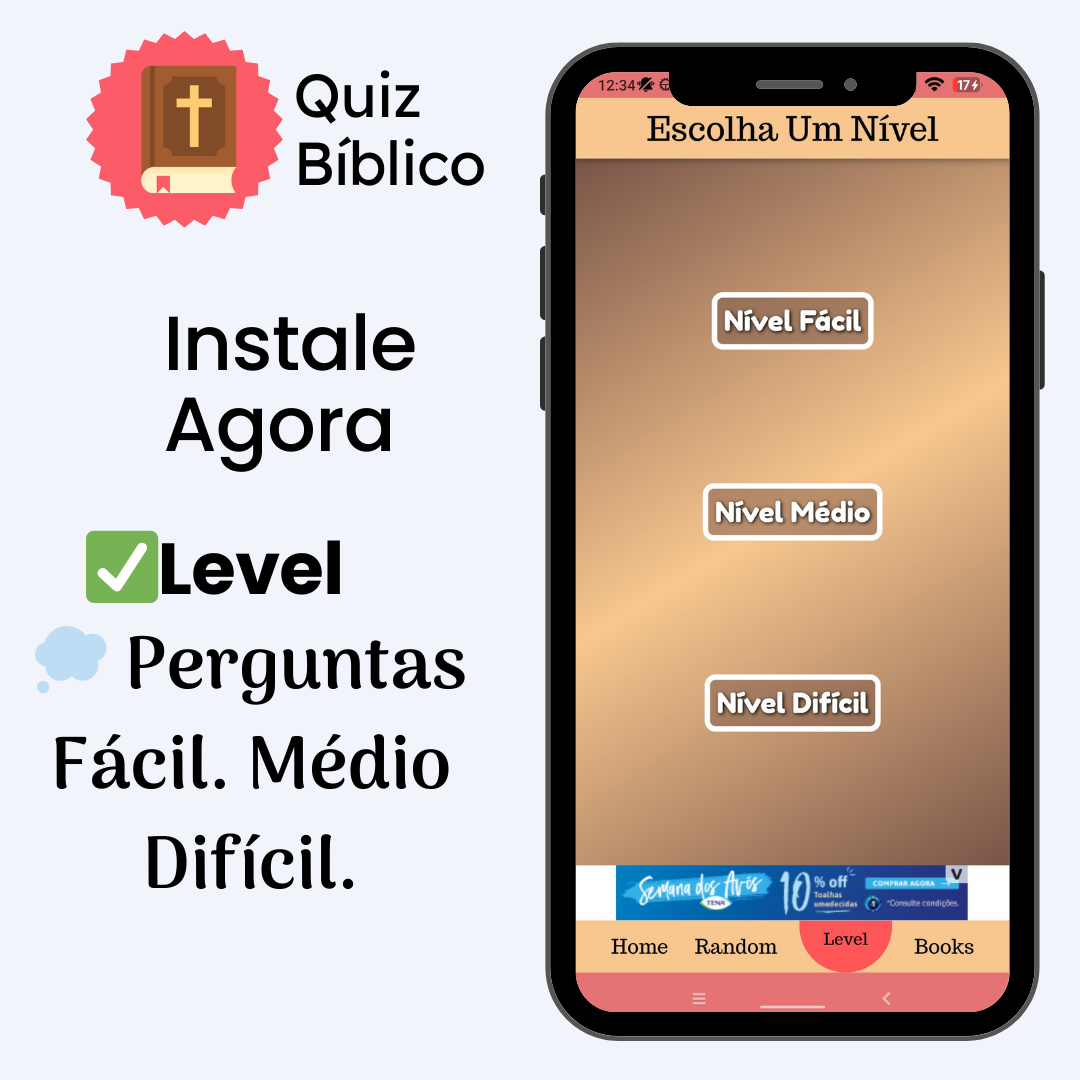 Quiz
Bíblico
Instale
Agora
Level
Perguntas
Fácil. Médio
Difícil.
12:34
17
Escolha Um Nível
Nível Fácil
Nível Médio
Nível Difícil
Semana dos Avós
TENA
10% off
Toalhas
umedecidas
COMPRAR AGORA
*Consulte condições.
V
Home Random Level Books